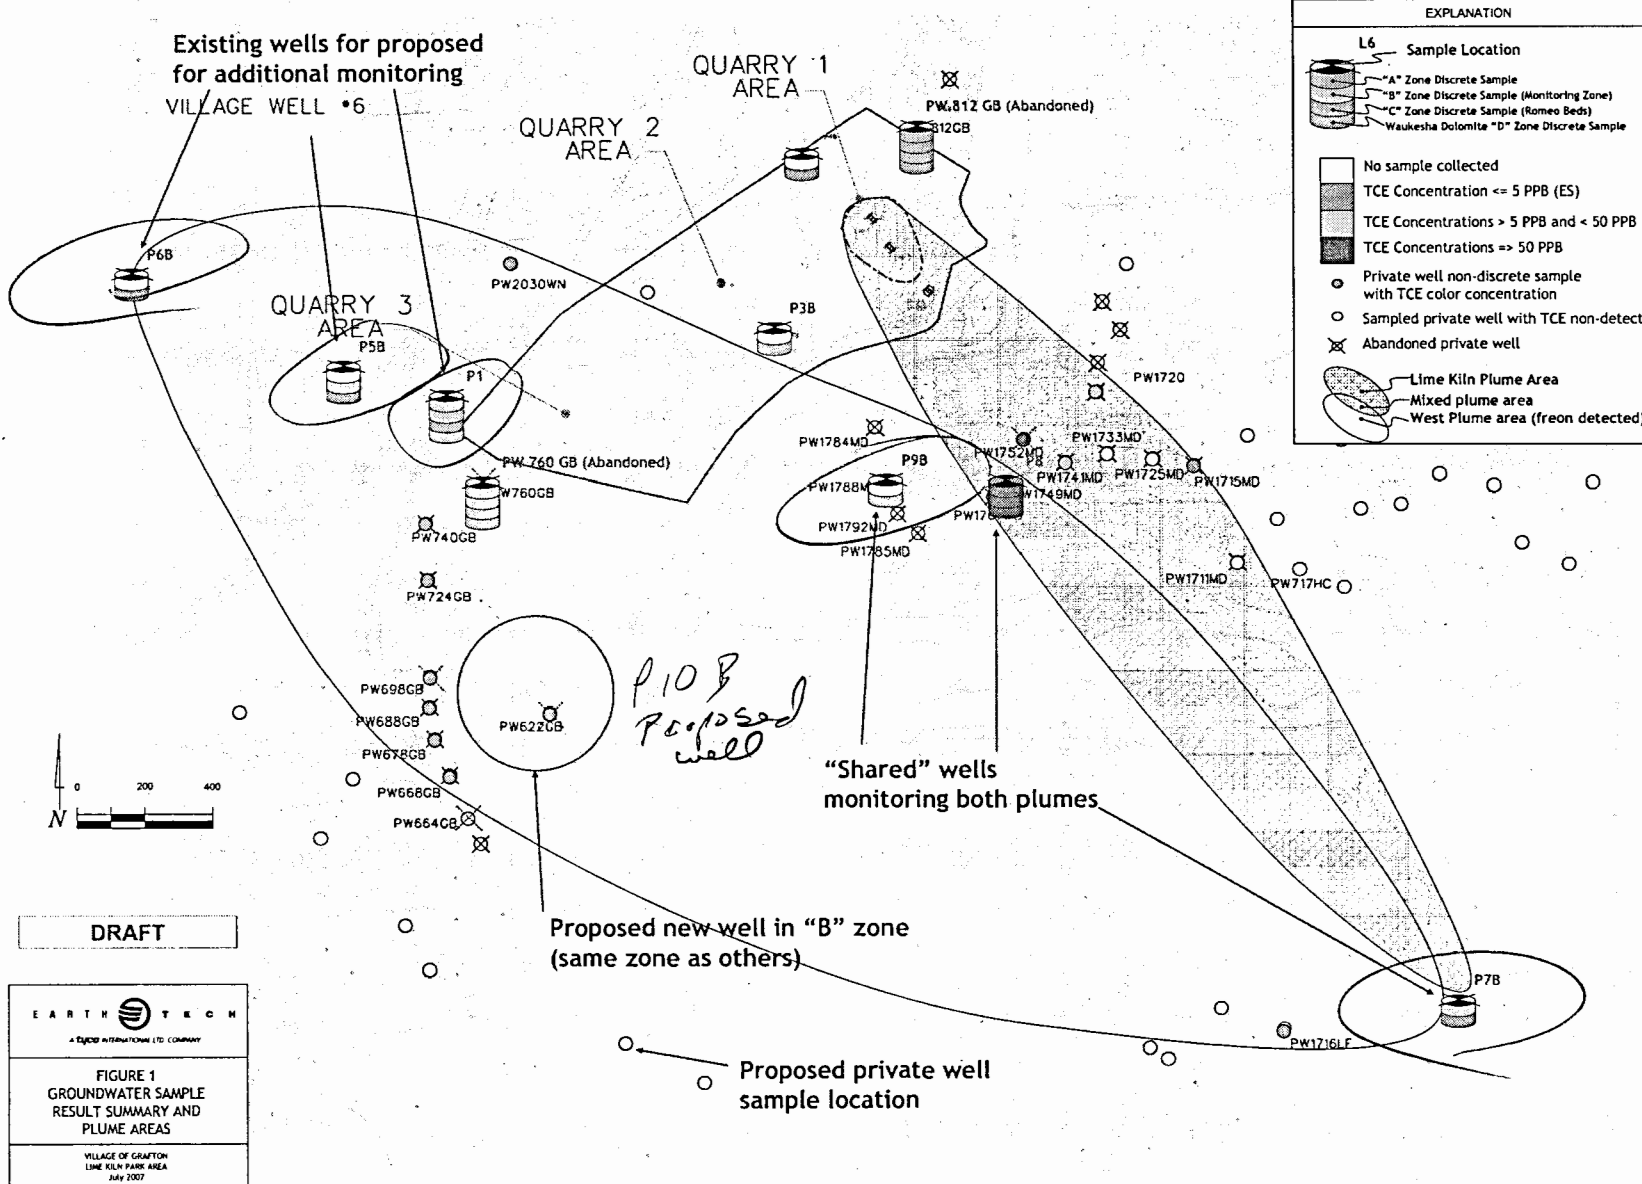 Existing wells for proposed
for additional monitoring
VILLAGE WELL •6
QUARRY 1
AREA
QUARRY 2
AREA
PW.812 GB (Abandoned)
812GB
P6B
PW2030WN
QUARRY 3
AREA
P5B
P1
P3B
PW1720
PW 760 GB (Abandoned)
W760GB
PW740GB
PW724GB
PW1784MD
P9B
PW1788M
PW1792MD
PW1785MD
PW1752MD
P8
PW1733MD
PW1741MD
PW1725MD
PW1715MD
W1749MD
PW1711MD
PW717HC
PW698GB
PW688GB
PW678GB
PW668GB
PW664GB
PW622GB
P10 B
Proposed
well
"Shared" wells
monitoring both plumes
0 200 400
N
Proposed new well in "B" zone
(same zone as others)
P7B
PW1716LF
Proposed private well
sample location
DRAFT
EARTH TECH
A tyco INTERNATIONAL LTD COMPANY
FIGURE 1
GROUNDWATER SAMPLE
RESULT SUMMARY AND
PLUME AREAS
VILLAGE OF GRAFTON
LIME KILN PARK AREA
July 2007
EXPLANATION
L6
Sample Location
"A" Zone Discrete Sample
"B" Zone Discrete Sample (Monitoring Zone)
"C" Zone Discrete Sample (Romeo Beds)
Waukesha Dolomite "D" Zone Discrete Sample
No sample collected
TCE Concentration <= 5 PPB (ES)
TCE Concentrations > 5 PPB and < 50 PPB
TCE Concentrations => 50 PPB
Private well non-discrete sample
with TCE color concentration
Sampled private well with TCE non-detect
Abandoned private well
Lime Kiln Plume Area
Mixed plume area
West Plume area (freon detected)